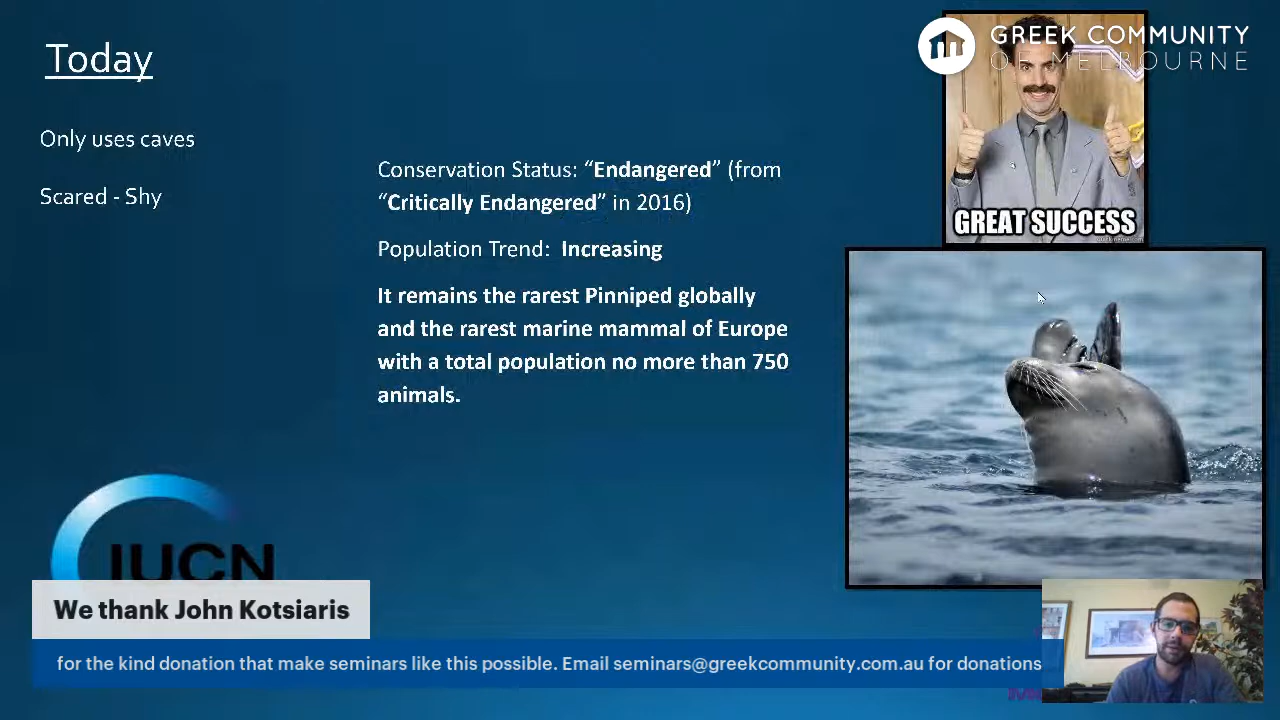 Today
GREEK COMMUNITY
OF MELBOURNE
Only uses caves
Scared - Shy
Conservation Status: “Endangered” (from
“Critically Endangered” in 2016)
Population Trend: Increasing
It remains the rarest Pinniped globally
and the rarest marine mammal of Europe
with a total population no more than 750
animals.
GREAT SUCCESS
IUCN
We thank John Kotsiaris
for the kind donation that make seminars like this possible. Email seminars@greekcommunity.com.au for donations